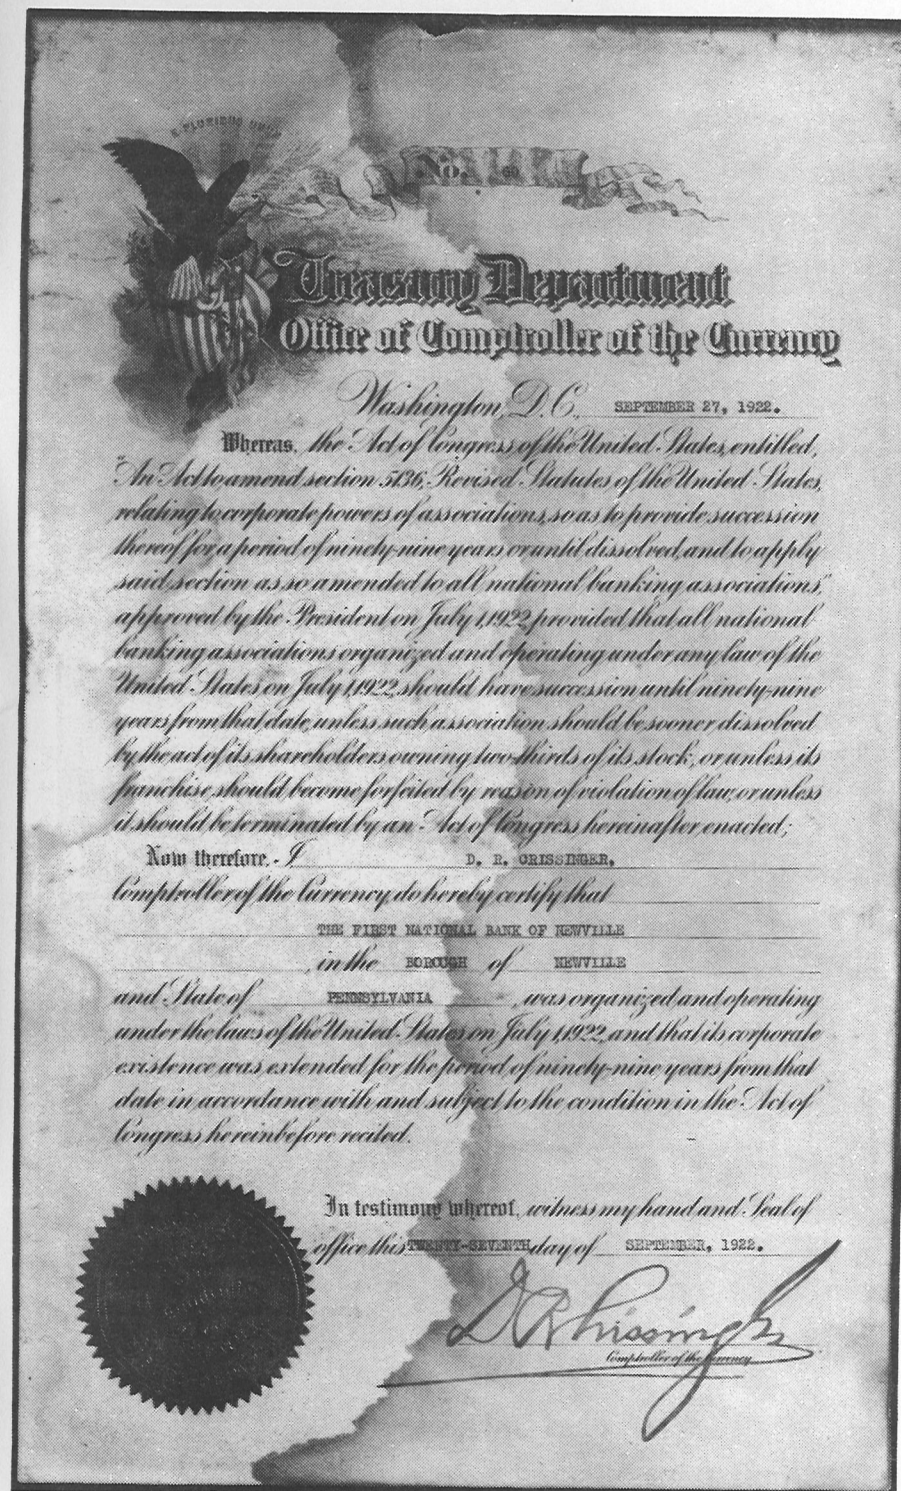 E PLURIBUS UNUM
No. 60
Treasury Department
Office of Comptroller of the Currency
Washington, D.C., SEPTEMBER 27, 1922.
Whereas, the Act of Congress of the United States, entitled,
"An Act to amend section 5136, Revised Statutes of the United States,
relating to corporate powers of associations, so as to provide succession
thereof for a period of ninety-nine years or until dissolved, and to apply
said section as so amended to all national banking associations,"
approved by the President on July 1, 1922, provided that all national
banking associations organized and operating under any law of the
United States on July 1, 1922, should have succession until ninety-nine
years from that date, unless such association should be sooner dissolved
by the act of its shareholders owning two-thirds of its stock, or unless its
franchise should become forfeited by reason of violation of law, or unless
it should be terminated by an Act of Congress hereinafter enacted;
Now therefore, I D. R. CRISSINGER,
Comptroller of the Currency, do hereby certify that
THE FIRST NATIONAL BANK OF NEWVILLE
, in the BOROUGH of NEWVILLE
and State of PENNSYLVANIA , was organized and operating
under the laws of the United States on July 1, 1922, and that its corporate
existence was extended for the period of ninety-nine years from that
date in accordance with and subject to the condition in the Act of
Congress hereinbefore recited.
In testimony whereof, witness my hand and Seal of
office this TWENTY-SEVENTH day of SEPTEMBER, 1922.
D R Crissinger
Comptroller of the Currency